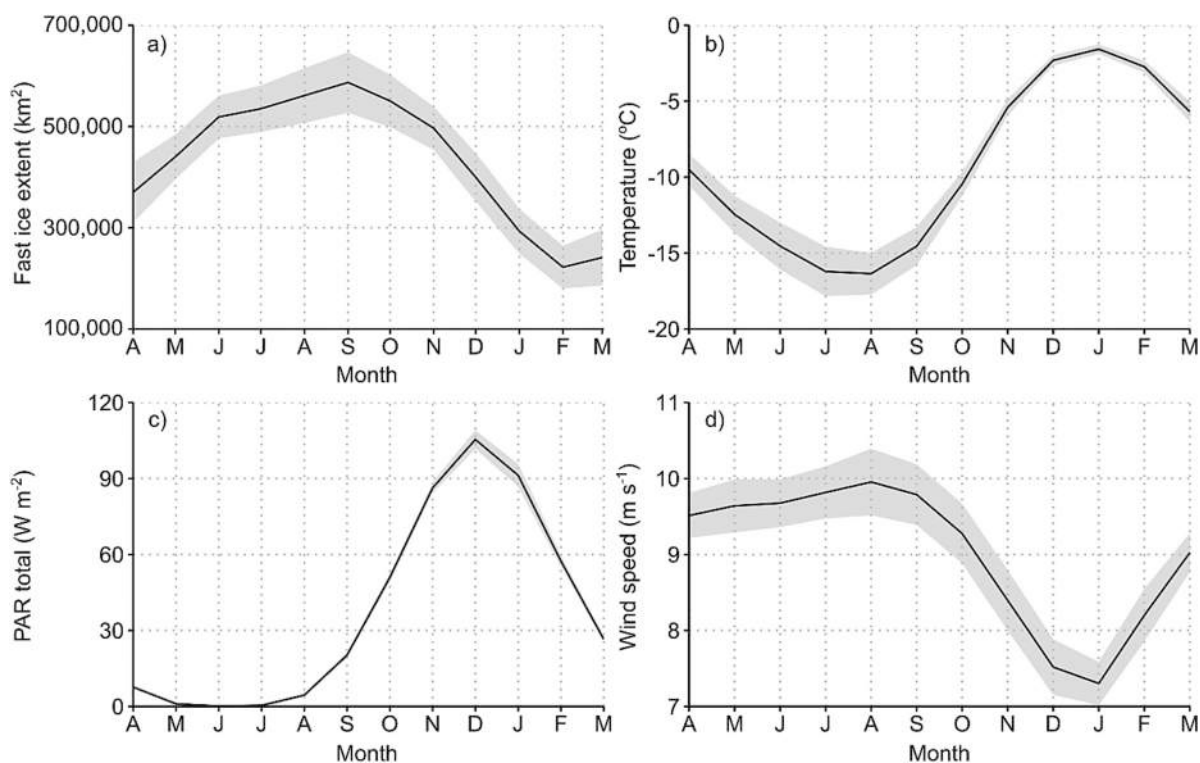 a)
Fast ice extent (km²)
700,000
500,000
300,000
100,000
A M J J A S O N D J F M
Month
b)
Temperature (°C)
0
-5
-10
-15
-20
A M J J A S O N D J F M
Month
c)
PAR total (W m⁻²)
120
90
60
30
0
A M J J A S O N D J F M
Month
d)
Wind speed (m s⁻¹)
11
10
9
8
7
A M J J A S O N D J F M
Month